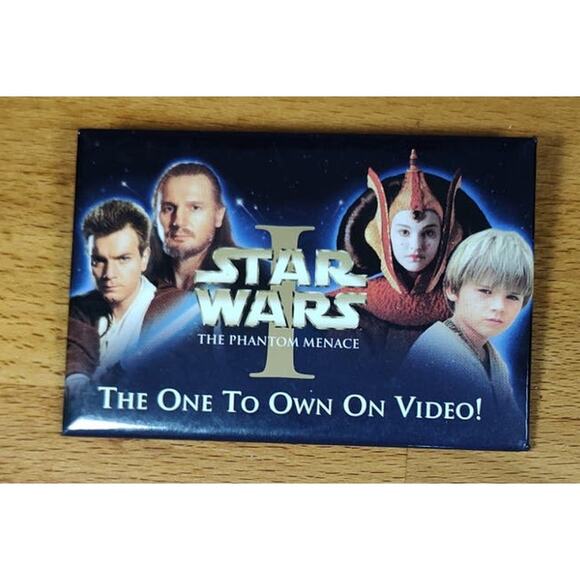 I
STAR
WARS
THE PHANTOM MENACE
THE ONE TO OWN ON VIDEO!